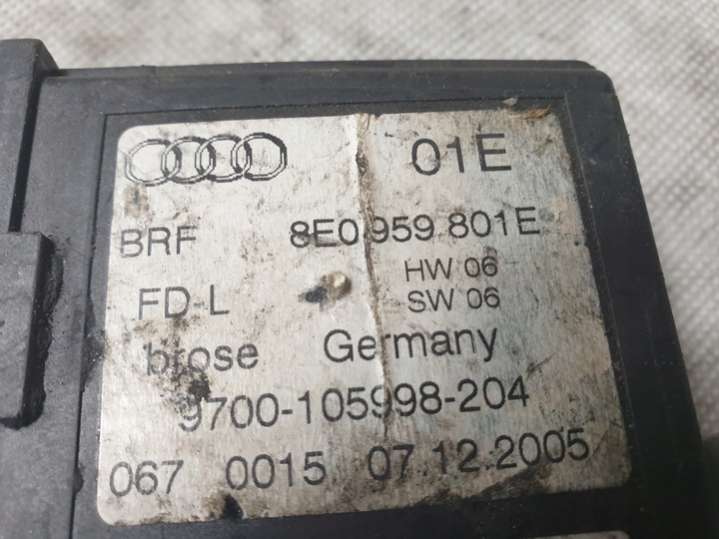 01E
BRF 8E0 959 801E
HW 06
FD-L SW 06
brose Germany
9700-105998-204
067 0015 07.12.2005